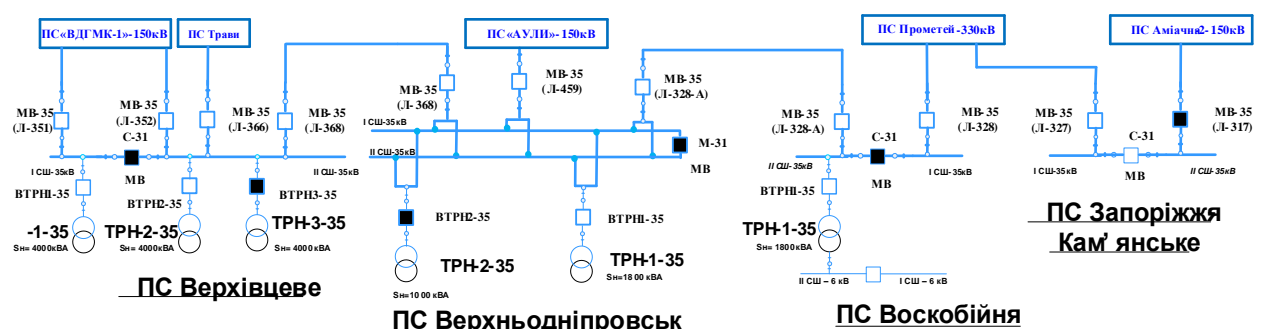 ПС«ВДГМК-1»-150кВ
ПС Трави
ПС«АУЛИ»-150кВ
ПС Прометей-330кВ
ПС Аміачна2-150кВ
МВ-35
(Л-351)
МВ-35
(Л-352)
С-31
МВ
МВ-35
(Л-366)
МВ-35
(Л-368)
І СШ-35кВ
ІІ СШ-35кВ
ВТРН1-35
ВТРН2-35
ВТРН3-35
-1-35
Sн= 4000кВА
ТРН-2-35
Sн= 4000кВА
ТРН-3-35
Sн= 4000кВА
ПС Верхівцеве
МВ-35
(Л-368)
МВ-35
(Л-459)
МВ-35
(Л-328-А)
І СШ-35кВ
ІІ СШ-35кВ
М-31
МВ
ВТРН2-35
ВТРН1-35
ТРН-2-35
Sн=10 00 кВА
ТРН-1-35
Sн=18 00 кВА
ПС Верхньодніпровськ
МВ-35
(Л-328-А)
С-31
МВ
МВ-35
(Л-328)
ІІ СШ-35кВ
І СШ-35кВ
ВТРН1-35
ТРН-1-35
Sн= 1800кВА
ІІ СШ – 6 кВ
І СШ – 6 кВ
ПС Воскобійня
МВ-35
(Л-327)
С-31
МВ
МВ-35
(Л-317)
І СШ-35кВ
ІІ СШ-35кВ
ПС Запоріжжя
Кам’ янське